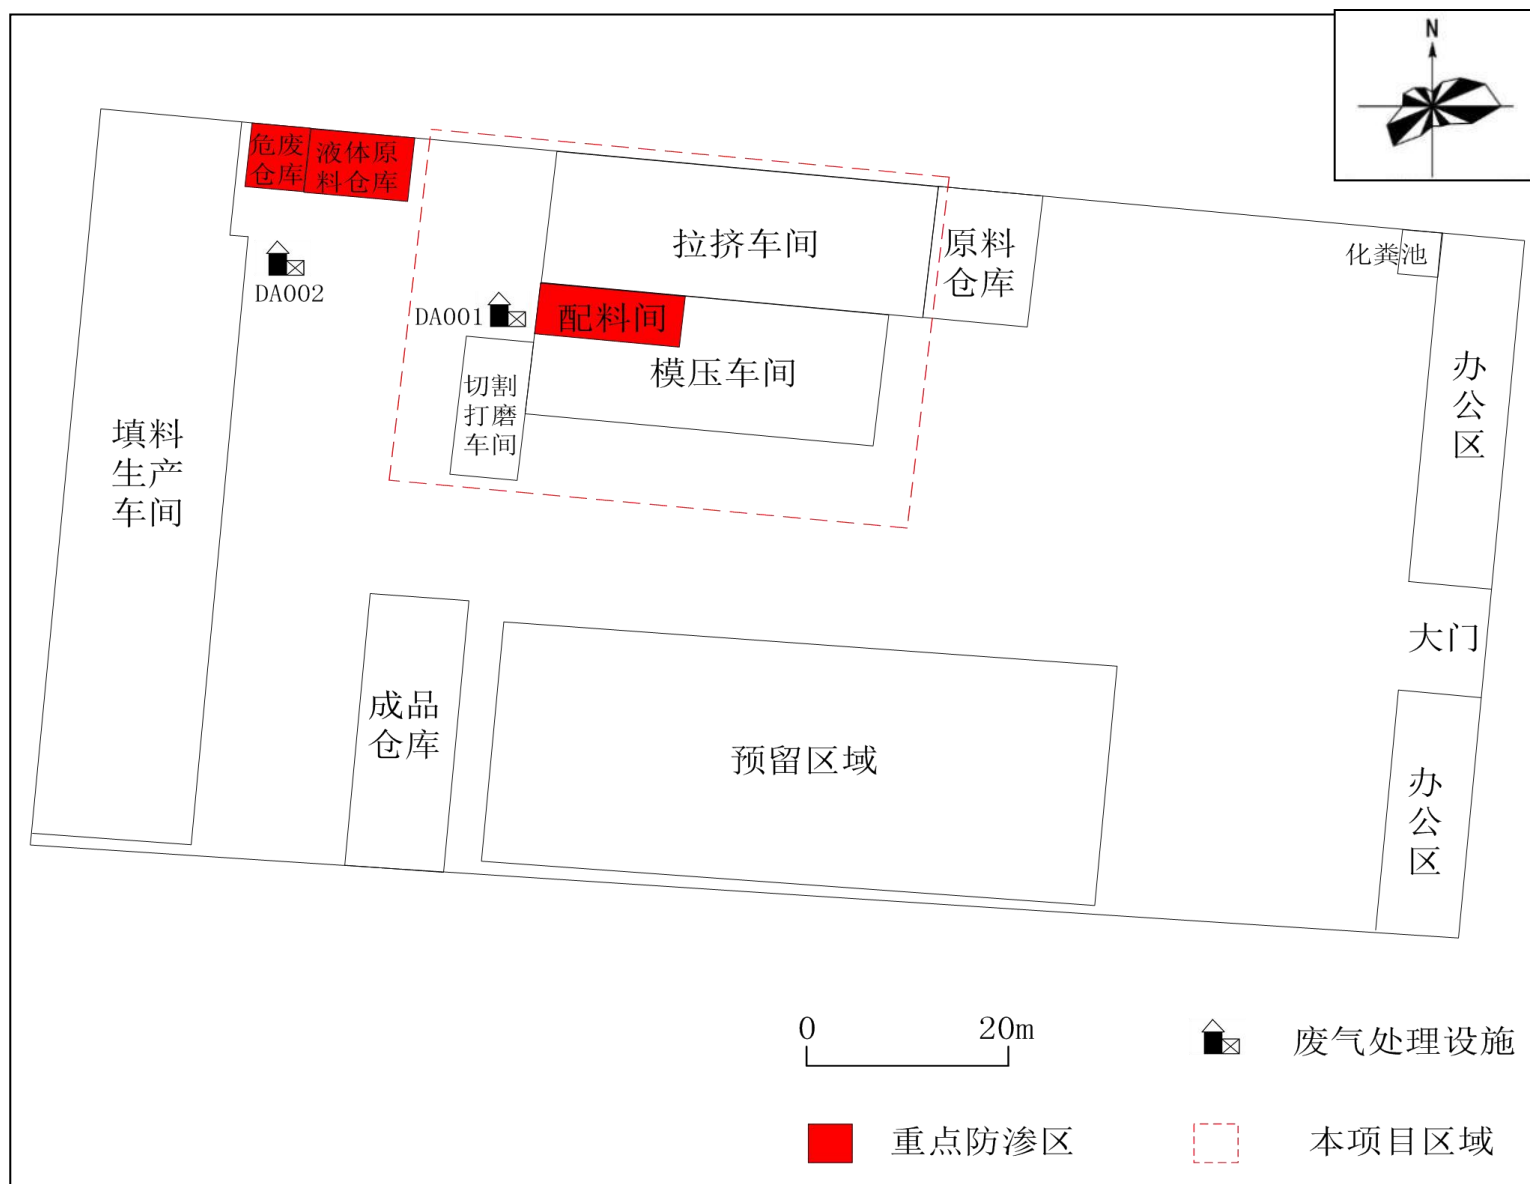 N
危废
仓库
液体原
料仓库
拉挤车间
原料
仓库
化粪池
DA002
DA001
配料间
模压车间
切割
打磨
车间
办
公
区
填料
生产
车间
大门
成品
仓库
预留区域
办
公
区
0
20m
废气处理设施
重点防渗区
本项目区域